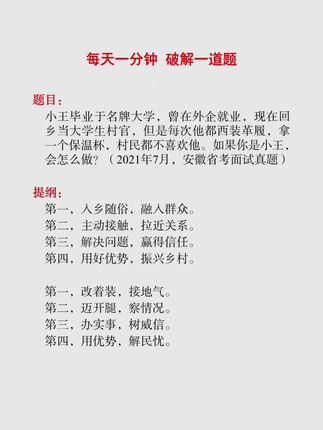 每天一分钟 破解一道题
题目：
小王毕业于名牌大学，曾在外企就业，现在回
乡当大学生村官，但是每次他都西装革履，拿
一个保温杯，村民都不喜欢他。如果你是小王，
会怎么做？（2021年7月，安徽省考面试真题）
提纲：
第一，入乡随俗，融入群众。
第二，主动接触，拉近关系。
第三，解决问题，赢得信任。
第四，用好优势，振兴乡村。
第一，改着装，接地气。
第二，迈开腿，察情况。
第三，办实事，树威信。
第四，用优势，解民忧。